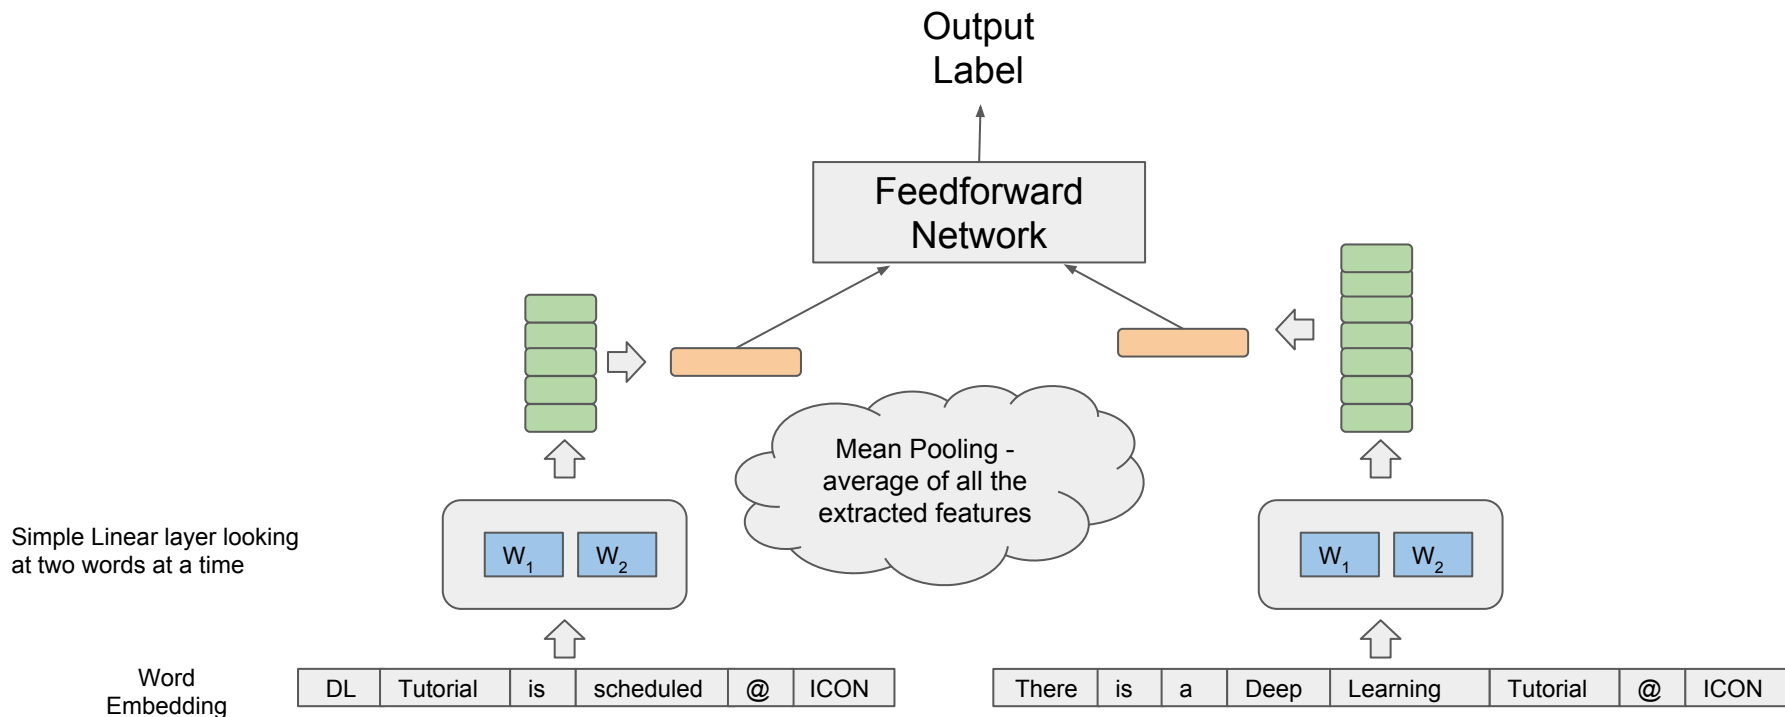 Output
Label
Feedforward
Network
Mean Pooling -
average of all the
extracted features
Simple Linear layer looking
at two words at a time
W1 W2
W1 W2
Word
Embedding
DL Tutorial is scheduled @ ICON
There is a Deep Learning Tutorial @ ICON